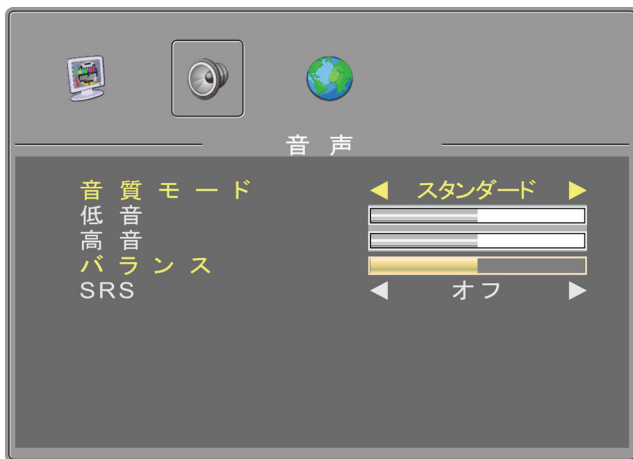 音声
音質モード ◀ スタンダード ▶
低音
高音
バランス
SRS ◀ オフ ▶